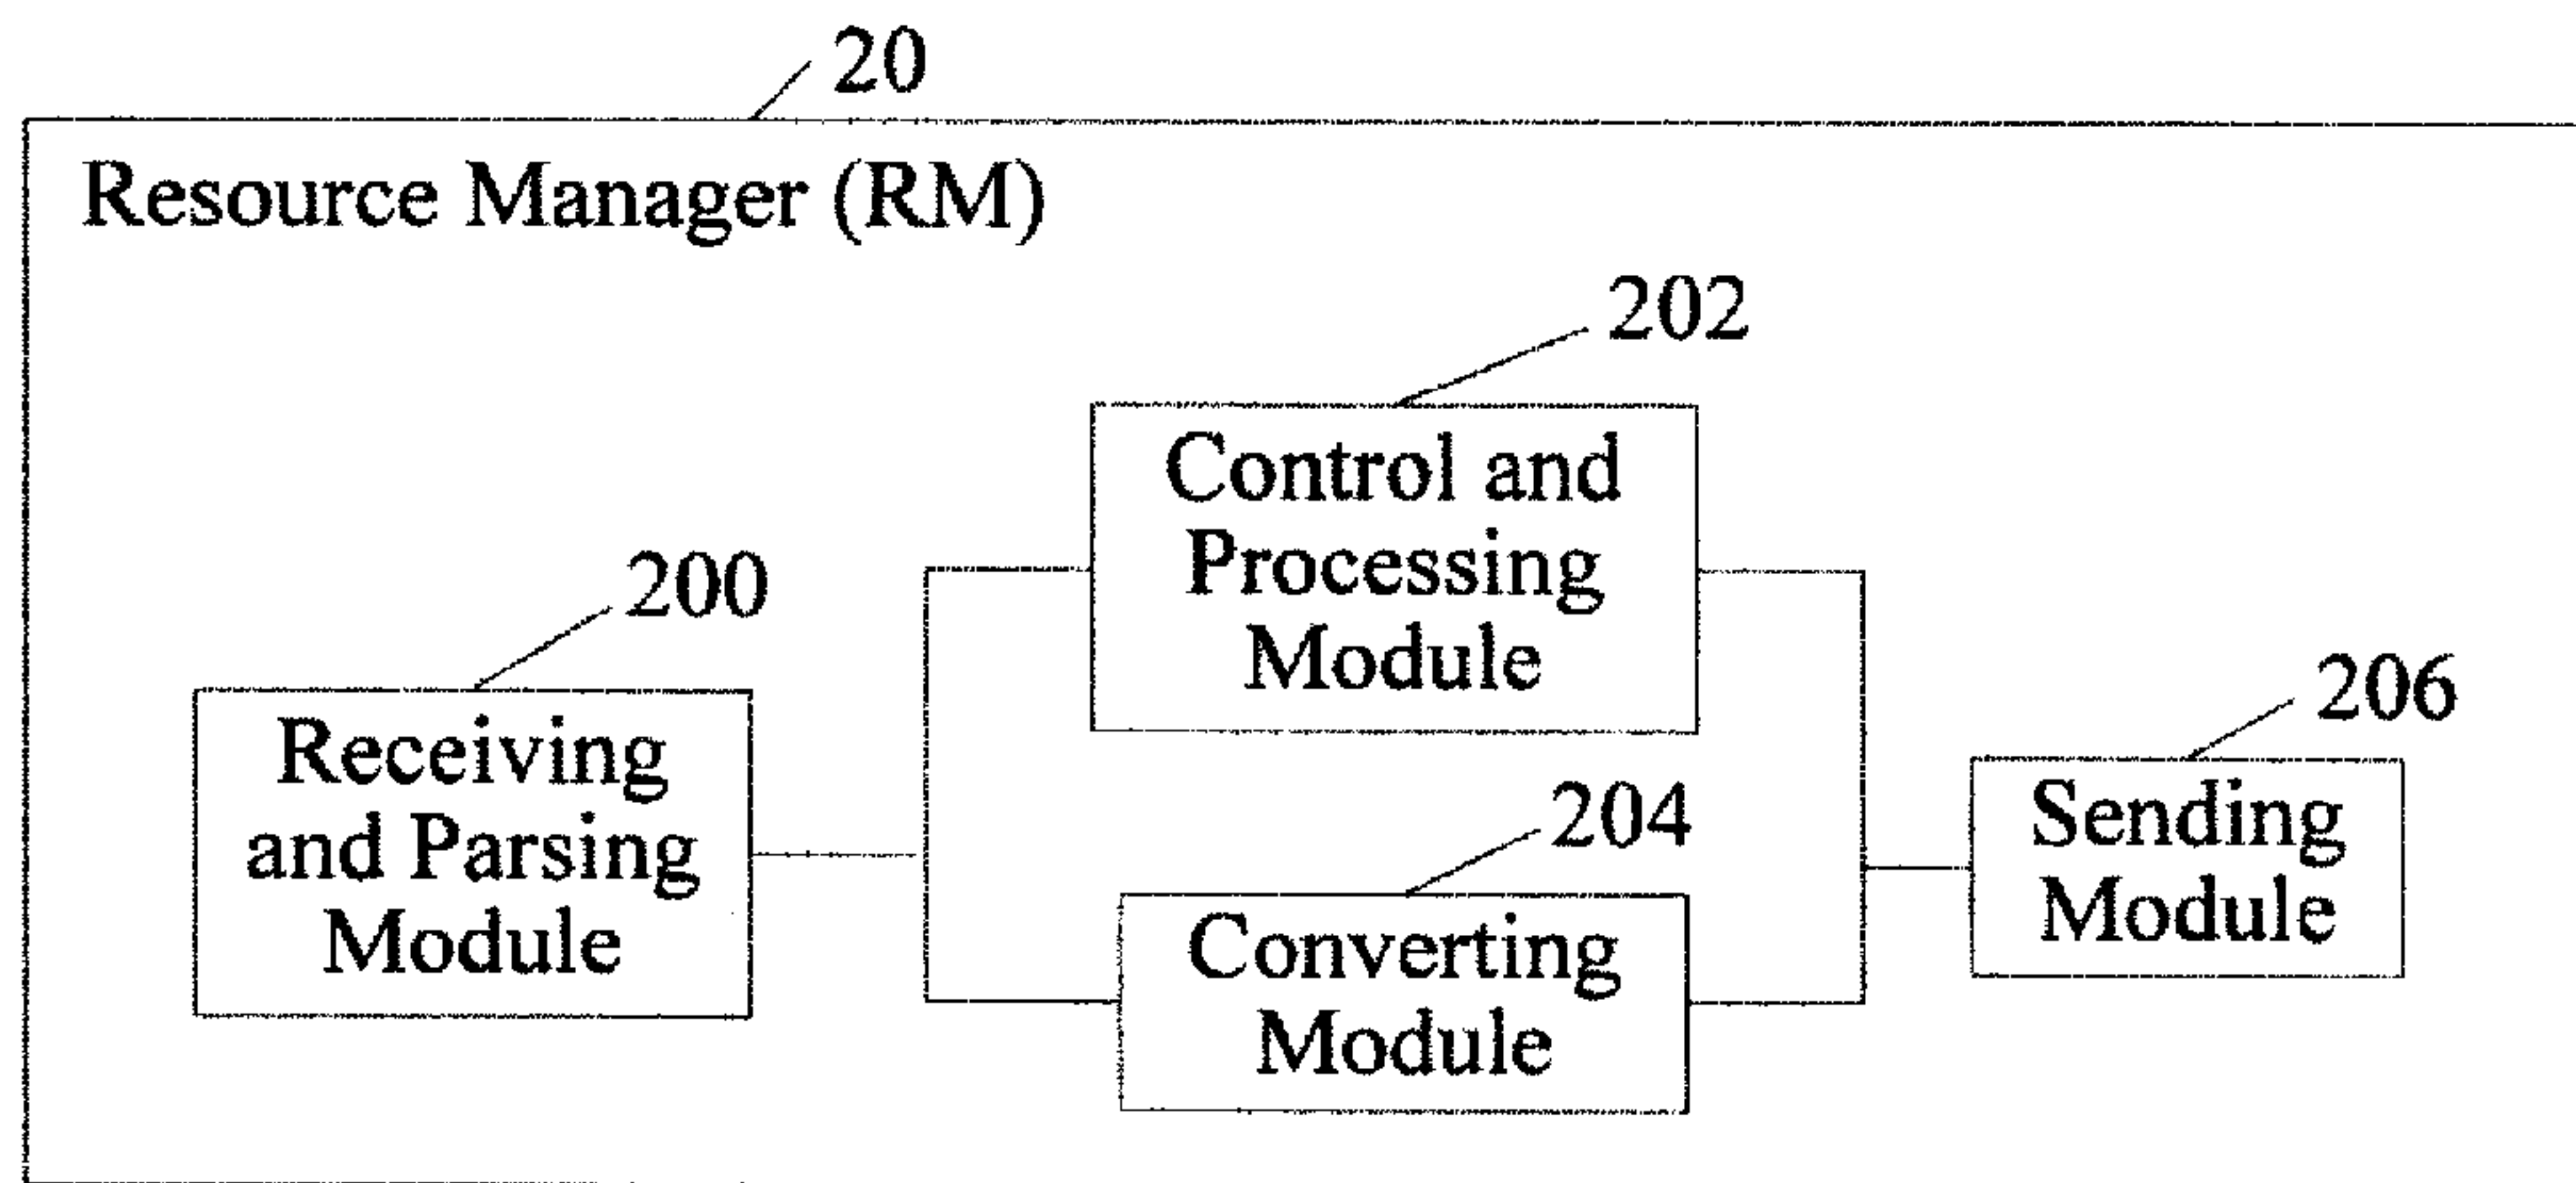 20
Resource Manager (RM)
202
Control and
Processing
Module
200
Receiving
and Parsing
Module
204
Converting
Module
206
Sending
Module